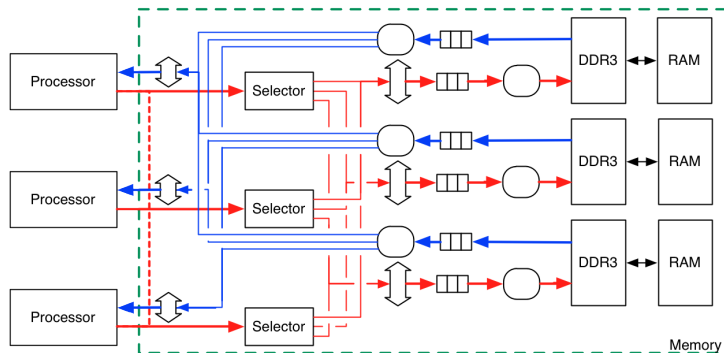 Processor
Selector
DDR3
RAM
Processor
Selector
DDR3
RAM
Processor
Selector
DDR3
RAM
Memory